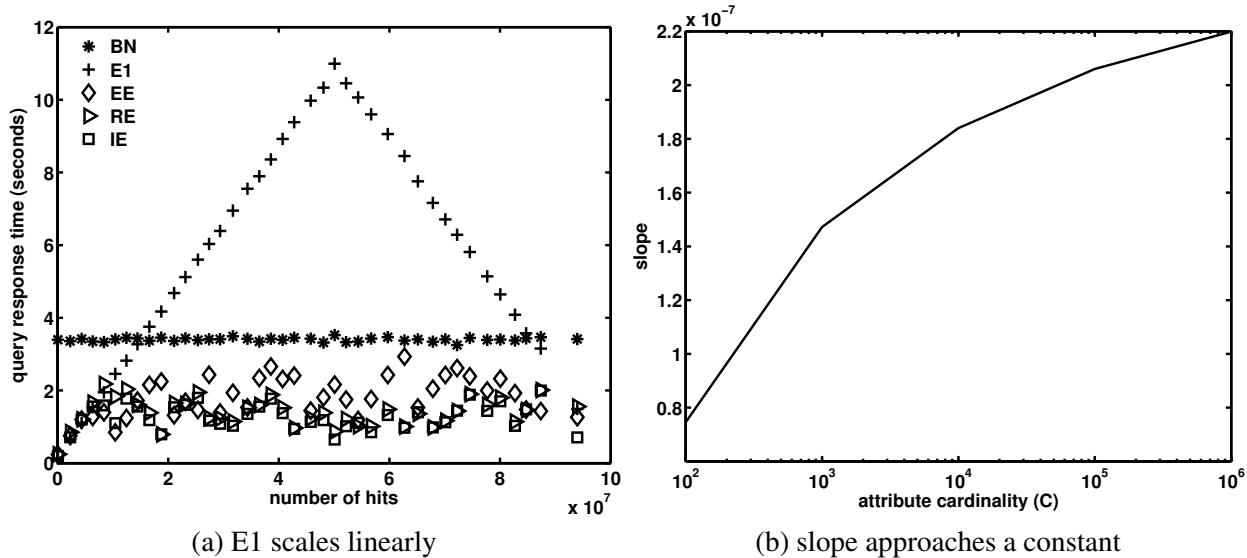 12
10
8
6
4
2
0
query response time (seconds)
BN
E1
EE
RE
IE
0 2 4 6 8 10
x 10^7
number of hits
(a) E1 scales linearly
x 10^-7
2.2
2
1.8
1.6
1.4
1.2
1
0.8
slope
10^2 10^3 10^4 10^5 10^6
attribute cardinality (C)
(b) slope approaches a constant